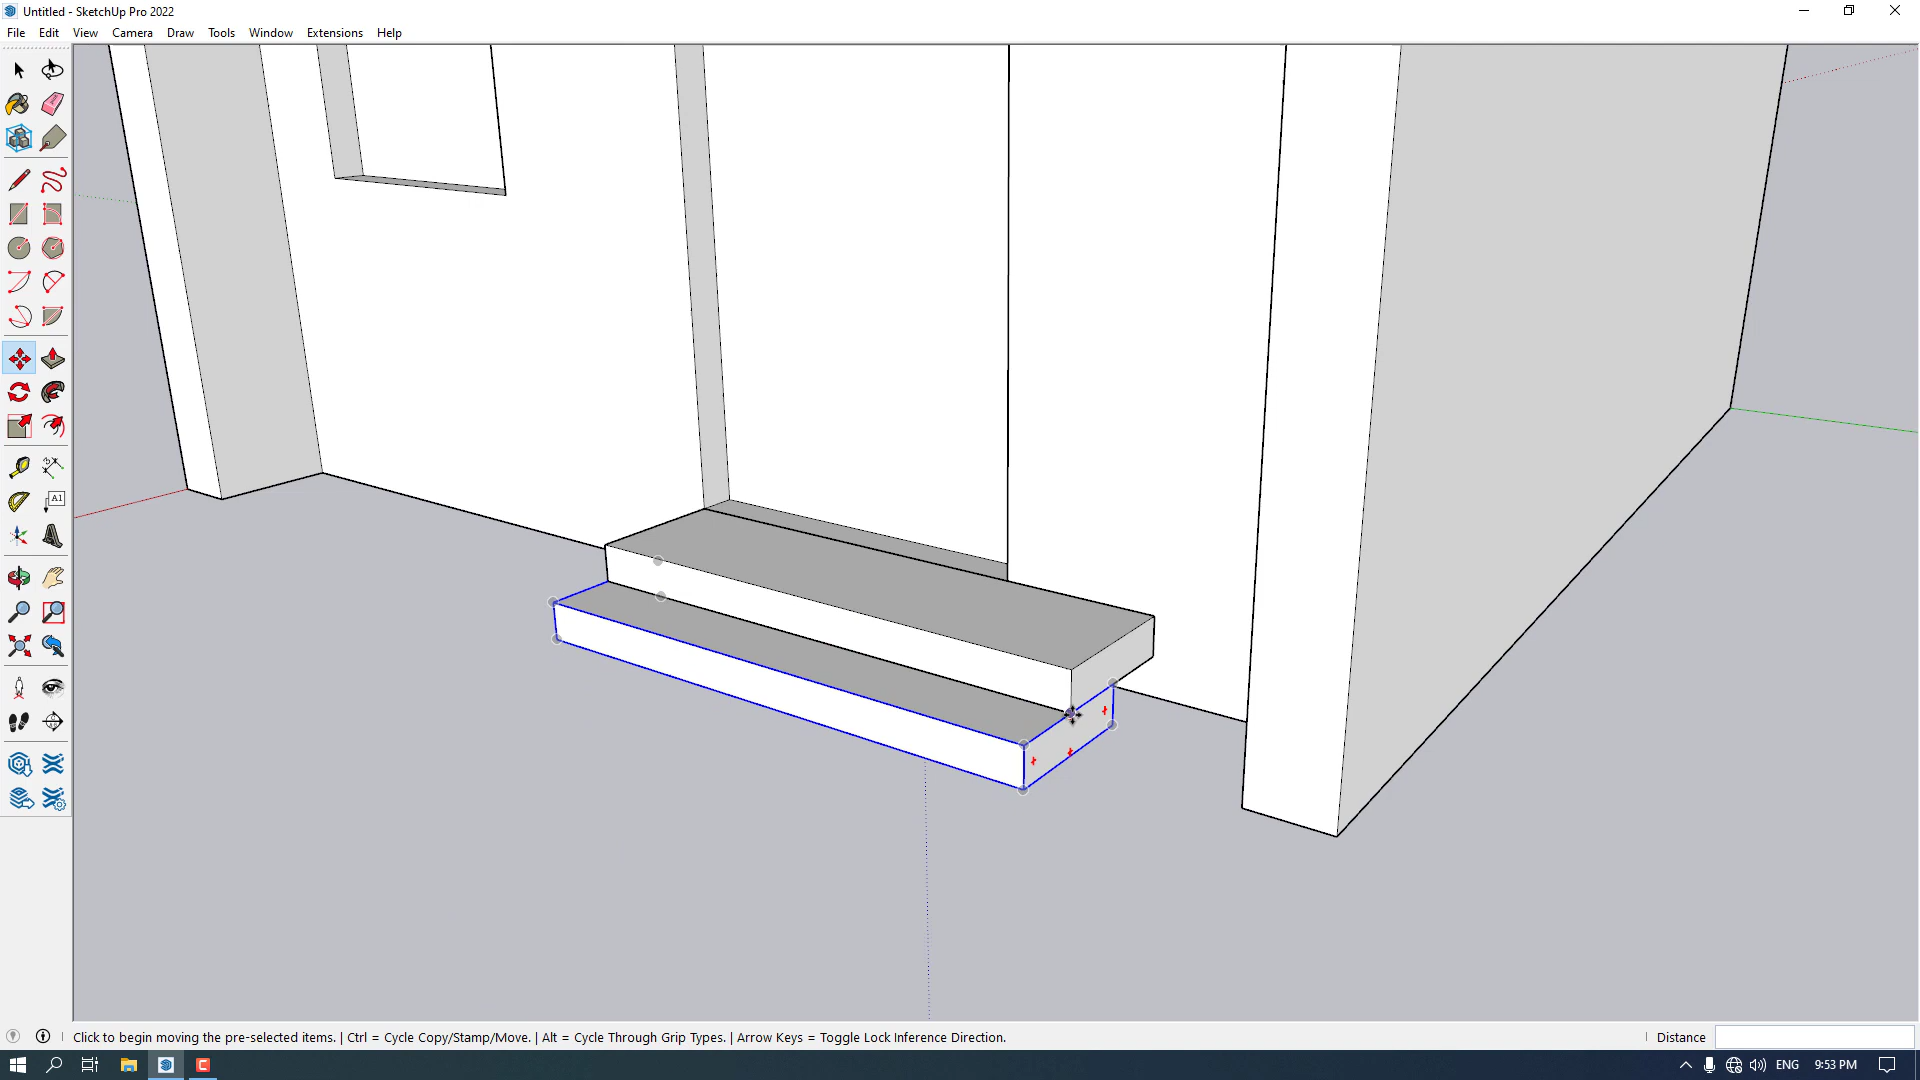 Untitled - SketchUp Pro 2022
File Edit View Camera Draw Tools Window Extensions Help
A1
Click to begin moving the pre-selected items. | Ctrl = Cycle Copy/Stamp/Move. | Alt = Cycle Through Grip Types. | Arrow Keys = Toggle Lock Inference Direction.
Distance
ENG
9:53 PM